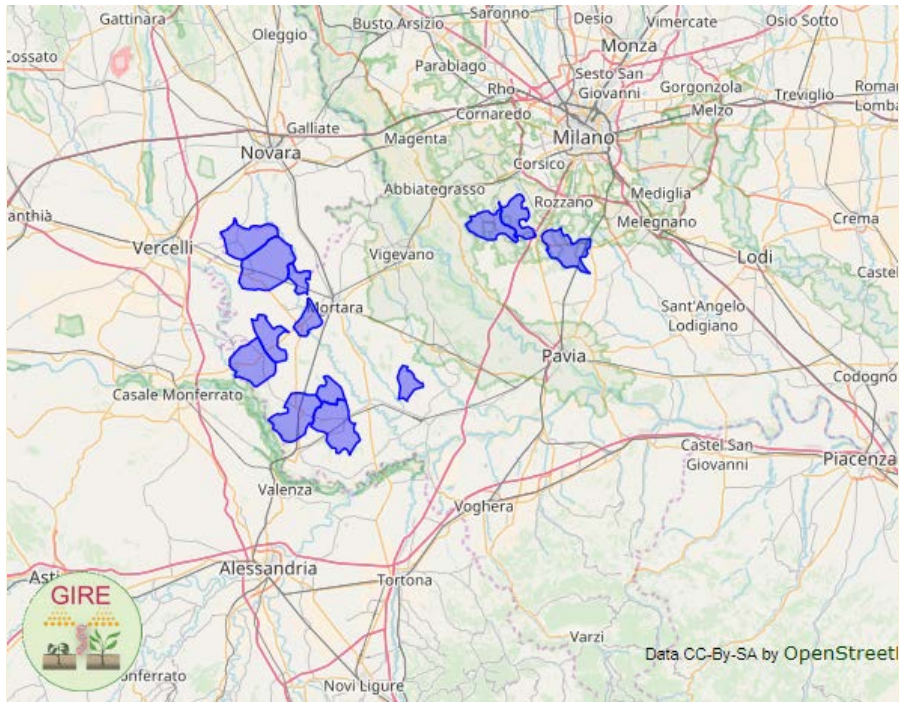 Gattinara
Saronno
Desio
Vimercate
Osio Sotto
Busto Arsizio
Oleggio
Monza
Cossato
Parabiago
Sesto San
Giovanni
Rho
Gorgonzola
Treviglio
Roma
Lomba
Cornaredo
Melzo
Galliate
Magenta
Milano
Novara
Corsico
Abbiategrasso
Rozzano
Mediglia
anthià
Melegnano
Crema
Vercelli
Vigevano
Lodi
Castel
Mortara
Sant'Angelo
Lodigiano
Pavia
Codogno
Casale Monferrato
Castel San
Giovanni
Piacenza
Valenza
Voghera
Alessandria
Asti
Tortona
GIRE
Varzi
Data CC-By-SA by OpenStreetI
onferrato
Novi Ligure